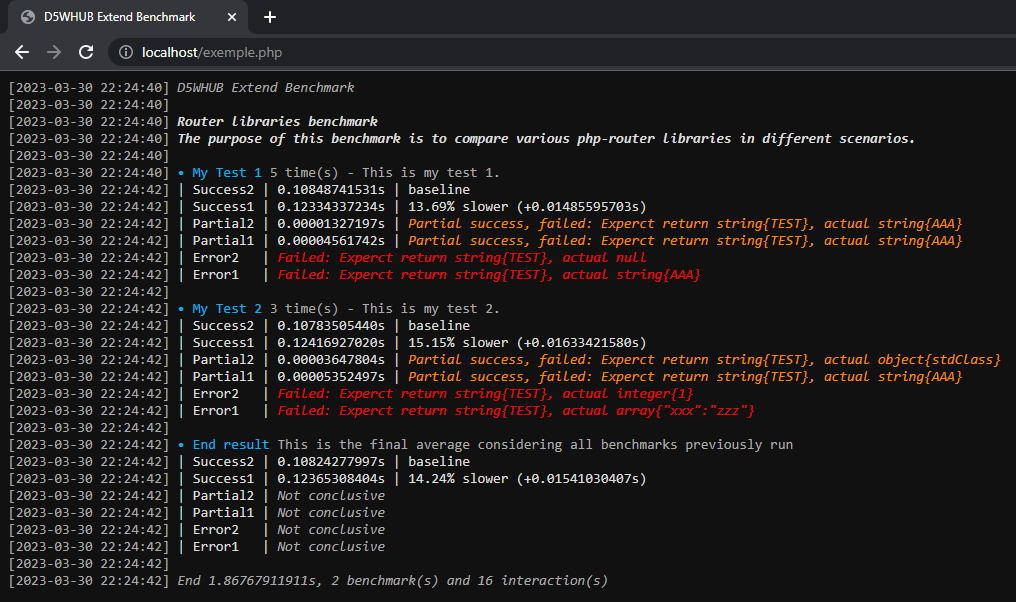 D5WHUB Extend Benchmark
localhost/exemple.php
[2023-03-30 22:24:40] D5WHUB Extend Benchmark
[2023-03-30 22:24:40]
[2023-03-30 22:24:40] Router libraries benchmark
[2023-03-30 22:24:40] The purpose of this benchmark is to compare various php-router libraries in different scenarios.
[2023-03-30 22:24:40]
[2023-03-30 22:24:40] • My Test 1 5 time(s) - This is my test 1.
[2023-03-30 22:24:42] | Success2 | 0.10848741531s | baseline
[2023-03-30 22:24:42] | Success1 | 0.12334337234s | 13.69% slower (+0.01485595703s)
[2023-03-30 22:24:42] | Partial2 | 0.00001327197s | Partial success, failed: Experct return string{TEST}, actual string{AAA}
[2023-03-30 22:24:42] | Partial1 | 0.00004561742s | Partial success, failed: Experct return string{TEST}, actual string{AAA}
[2023-03-30 22:24:42] | Error2 | Failed: Experct return string{TEST}, actual null
[2023-03-30 22:24:42] | Error1 | Failed: Experct return string{TEST}, actual string{AAA}
[2023-03-30 22:24:42]
[2023-03-30 22:24:42] • My Test 2 3 time(s) - This is my test 2.
[2023-03-30 22:24:42] | Success2 | 0.10783505440s | baseline
[2023-03-30 22:24:42] | Success1 | 0.12416927020s | 15.15% slower (+0.01633421580s)
[2023-03-30 22:24:42] | Partial2 | 0.00003647804s | Partial success, failed: Experct return string{TEST}, actual object{stdClass}
[2023-03-30 22:24:42] | Partial1 | 0.00005352497s | Partial success, failed: Experct return string{TEST}, actual string{AAA}
[2023-03-30 22:24:42] | Error2 | Failed: Experct return string{TEST}, actual integer{1}
[2023-03-30 22:24:42] | Error1 | Failed: Experct return string{TEST}, actual array{"xxx":"zzz"}
[2023-03-30 22:24:42]
[2023-03-30 22:24:42] • End result This is the final average considering all benchmarks previously run
[2023-03-30 22:24:42] | Success2 | 0.10824277997s | baseline
[2023-03-30 22:24:42] | Success1 | 0.12365308404s | 14.24% slower (+0.01541030407s)
[2023-03-30 22:24:42] | Partial2 | Not conclusive
[2023-03-30 22:24:42] | Partial1 | Not conclusive
[2023-03-30 22:24:42] | Error2 | Not conclusive
[2023-03-30 22:24:42] | Error1 | Not conclusive
[2023-03-30 22:24:42]
[2023-03-30 22:24:42] End 1.86767911911s, 2 benchmark(s) and 16 interaction(s)